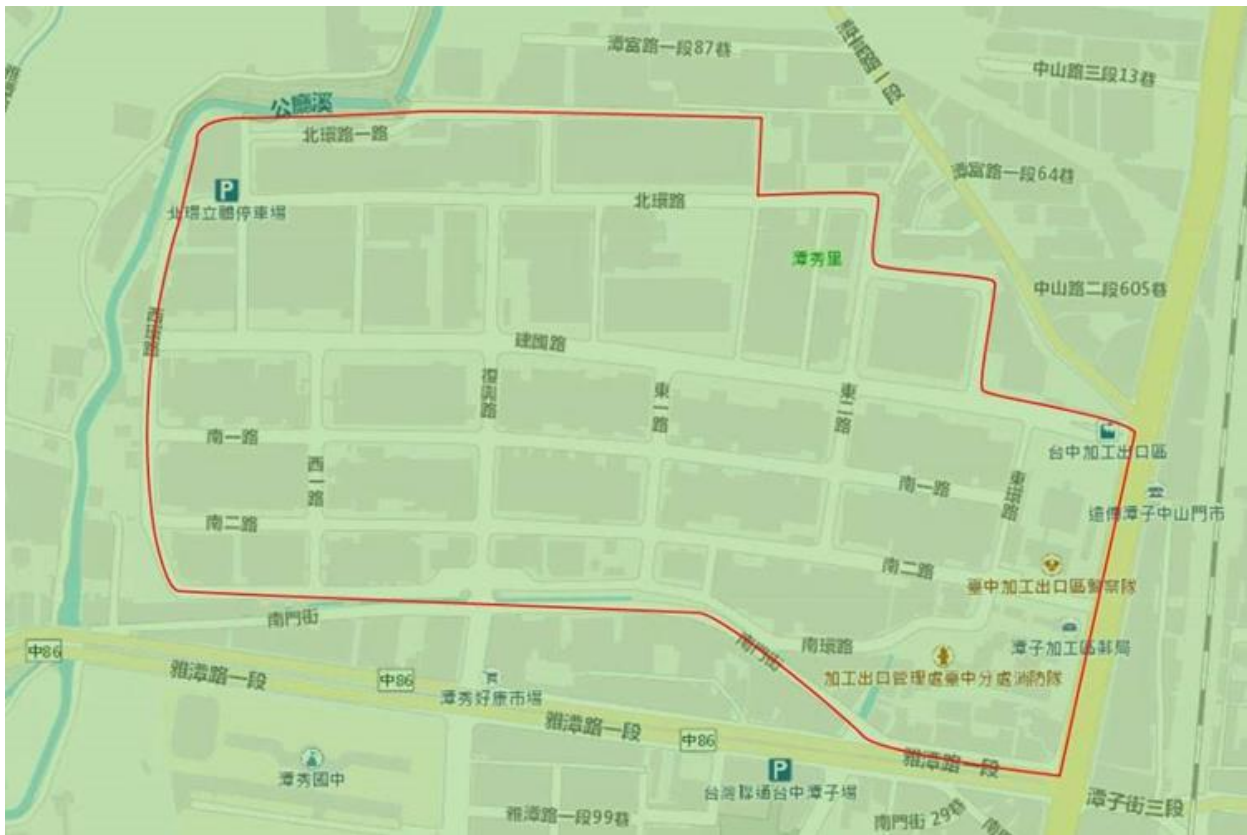 潭富路一段87巷
中山路三段13巷
公廳溪
北環路一路
潭富路一段64巷
P
北環立體停車場
北環路
潭秀里
中山路二段605巷
西環路
建國路
復興路
東一路
東二路
南一路
台中加工出口區
西一路
南一路
東環路
遠傳潭子中山門市
南二路
南二路
臺中加工出口區警察隊
南門街
南環路
潭子加工區郵局
中86
南門街
加工出口管理處臺中分處消防隊
雅潭路一段
中86
潭秀好康市場
雅潭路一段
中86
雅潭路一段
潭秀國中
P
台灣聯通台中潭子場
潭子街三段
雅潭路一段99巷
南門街 29巷